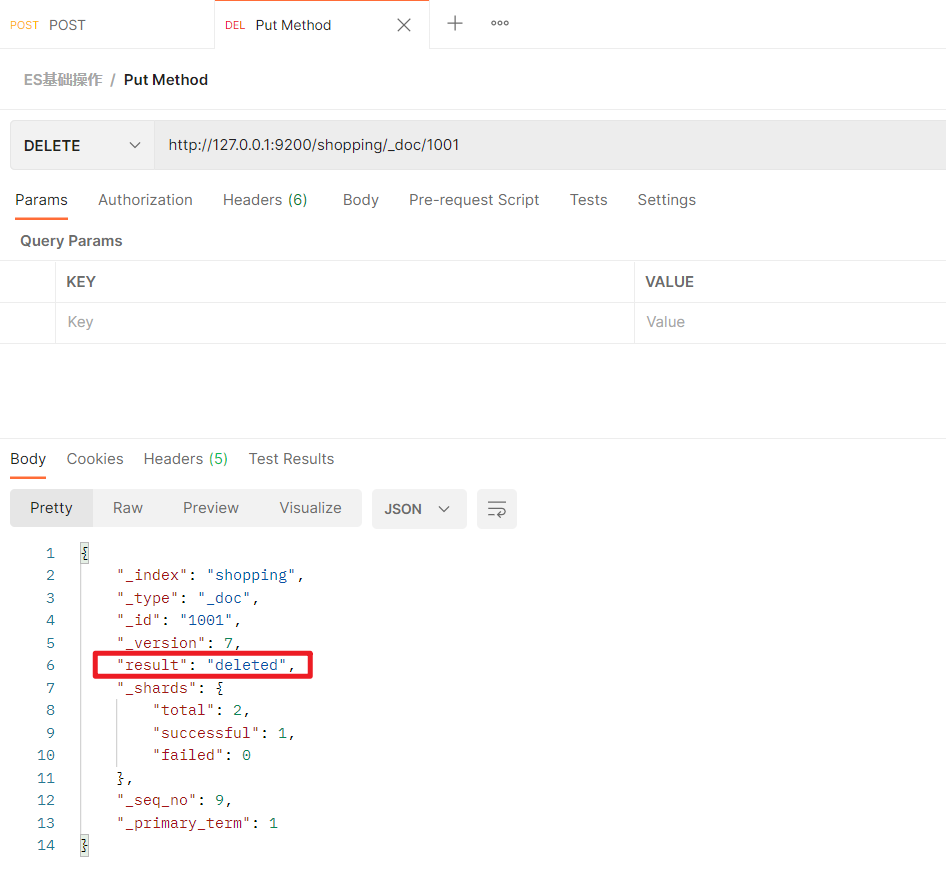 POST POST
DEL Put Method
ES基础操作 / Put Method
DELETE http://127.0.0.1:9200/shopping/_doc/1001
Params Authorization Headers (6) Body Pre-request Script Tests Settings
Query Params
KEY VALUE
Key Value
Body Cookies Headers (5) Test Results
Pretty Raw Preview Visualize JSON
1 {
2 "_index": "shopping",
3 "_type": "_doc",
4 "_id": "1001",
5 "_version": 7,
6 "result": "deleted",
7 "_shards": {
8 "total": 2,
9 "successful": 1,
10 "failed": 0
11 },
12 "_seq_no": 9,
13 "_primary_term": 1
14 }